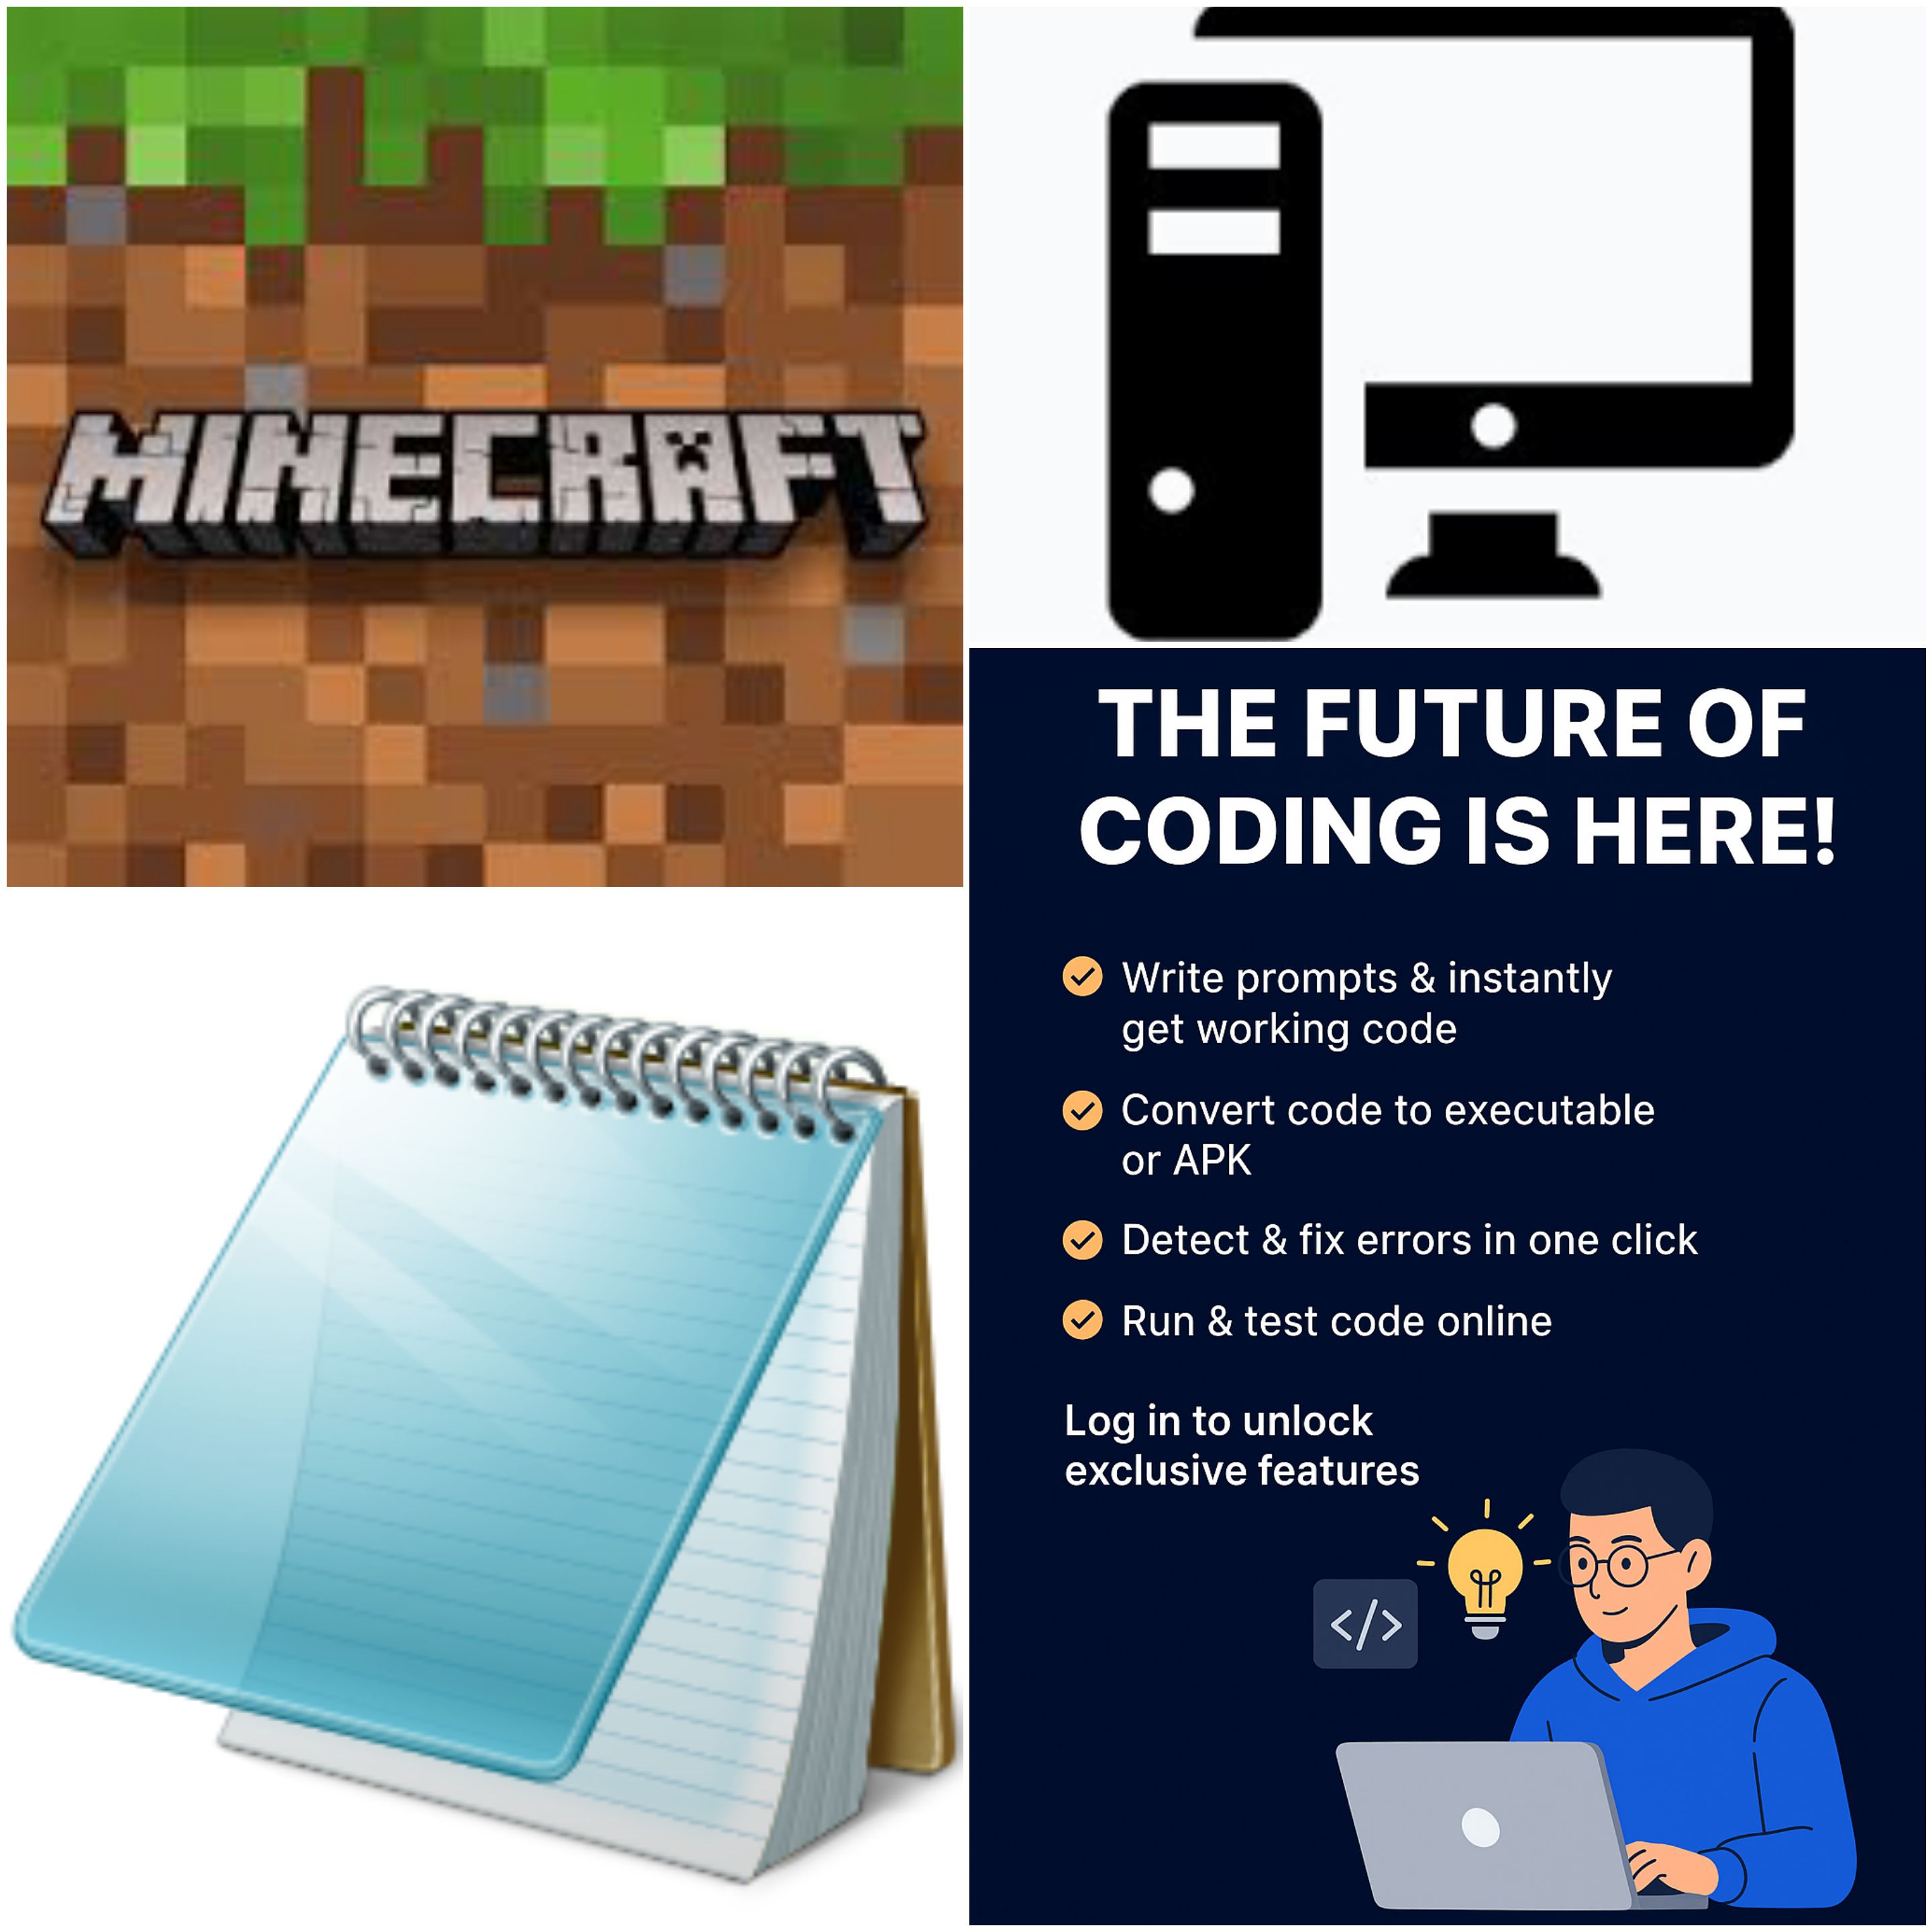 MINECRAFT
THE FUTURE OF
CODING IS HERE!
Write prompts & instantly
get working code
Convert code to executable
or APK
Detect & fix errors in one click
Run & test code online
Log in to unlock
exclusive features
</>